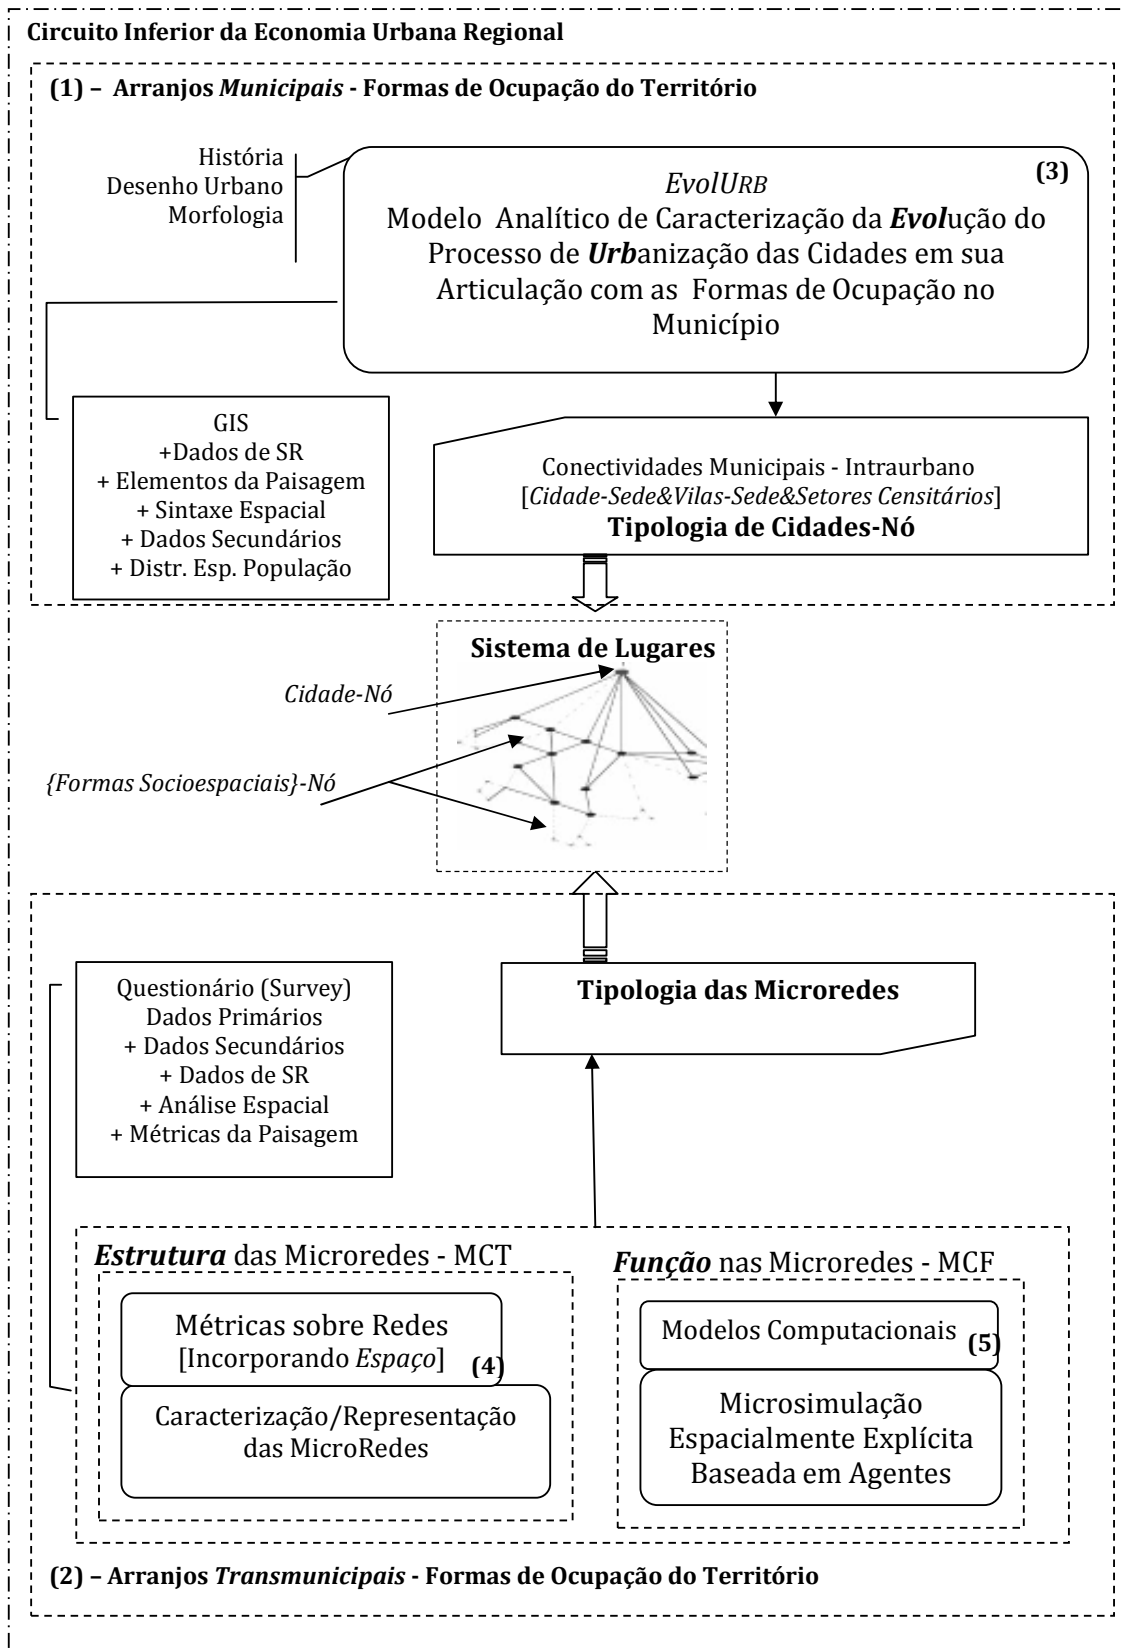 Circuito Inferior da Economia Urbana Regional
(1) – Arranjos Municipais - Formas de Ocupação do Território
História
Desenho Urbano
Morfologia
(3)
EvolURB
Modelo Analítico de Caracterização da Evolução do
Processo de Urbanização das Cidades em sua
Articulação com as Formas de Ocupação no
Município
GIS
+Dados de SR
+ Elementos da Paisagem
+ Sintaxe Espacial
+ Dados Secundários
+ Distr. Esp. População
Conectividades Municipais - Intraurbano
[Cidade-Sede&Vilas-Sede&Setores Censitários]
Tipologia de Cidades-Nó
Sistema de Lugares
Cidade-Nó
{Formas Socioespaciais}-Nó
Questionário (Survey)
Dados Primários
+ Dados Secundários
+ Dados de SR
+ Análise Espacial
+ Métricas da Paisagem
Tipologia das Microredes
Estrutura das Microredes - MCT
Métricas sobre Redes
[Incorporando Espaço]
(4)
Caracterização/Representação
das MicroRedes
Função nas Microredes - MCF
Modelos Computacionais
(5)
Microsimulação
Espacialmente Explícita
Baseada em Agentes
(2) – Arranjos Transmunicipais - Formas de Ocupação do Território